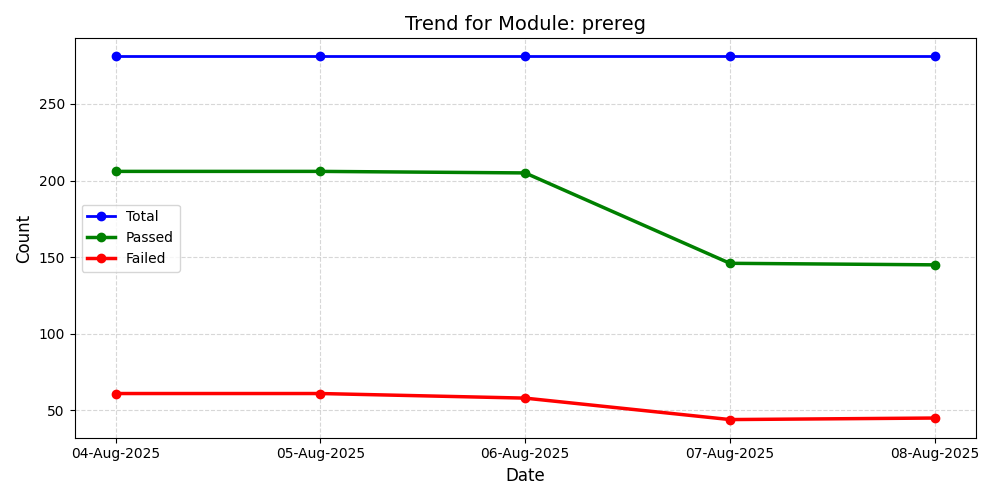 Trend for Module: prereg
Count
250
200
150
100
50
Total
Passed
Failed
04-Aug-2025
05-Aug-2025
06-Aug-2025
07-Aug-2025
08-Aug-2025
Date